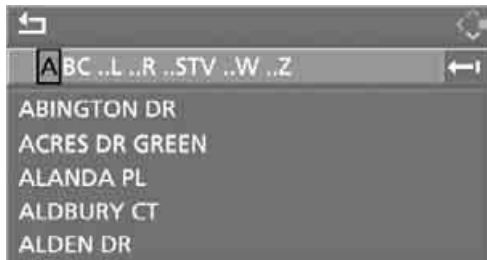 ABC ..L ..R ..STV ..W ..Z
ABINGTON DR
ACRES DR GREEN
ALANDA PL
ALDBURY CT
ALDEN DR